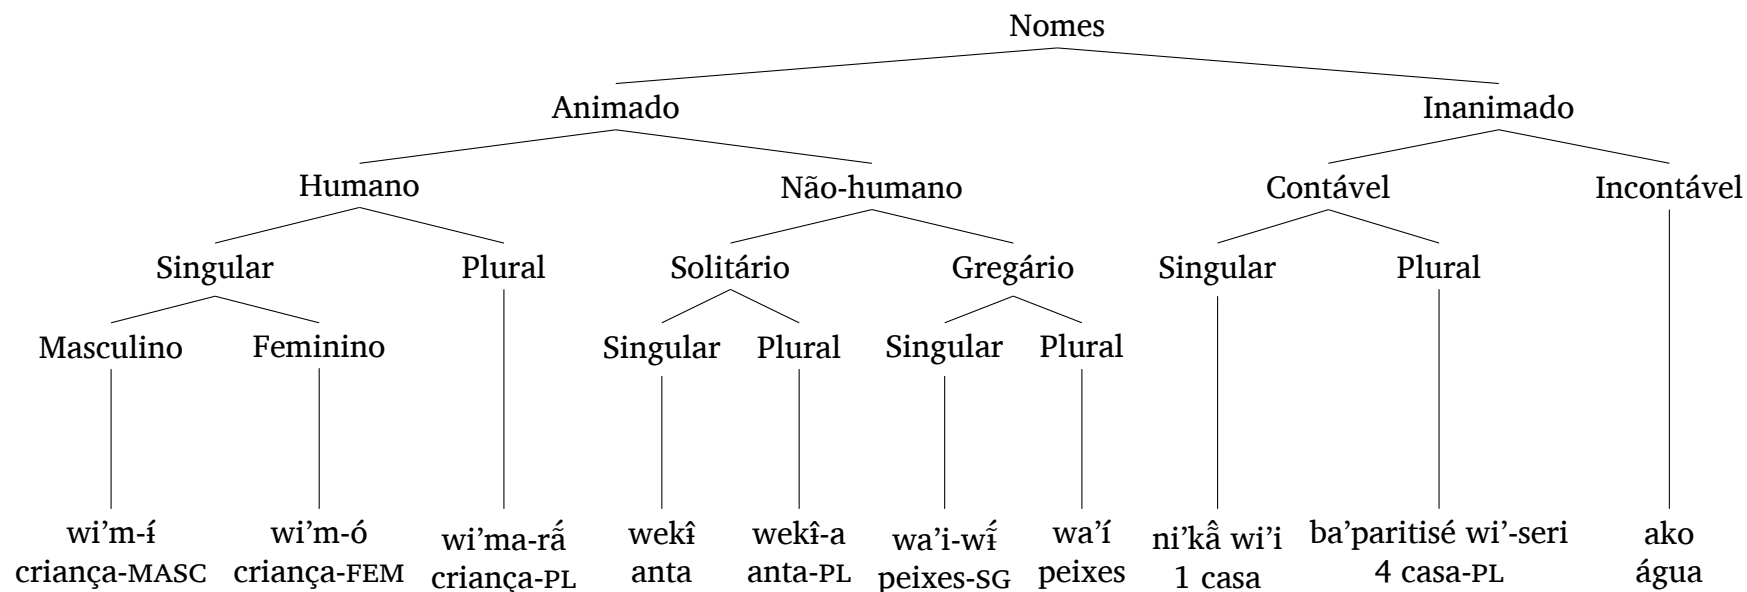 Nomes
Animado Inanimado
Humano Não-humano Contável Incontável
Singular Plural Solitário Gregário Singular Plural
Masculino Feminino Singular Plural Singular Plural
wi’m-ɨ́ wi’m-ó wi’ma-rã́ wekɨ̂ wekɨ̂-a wa’i-wɨ̃́ wa’í ni’kã̂ wi’i ba’paritisé wi’-seri ako
criança-MASC criança-FEM criança-PL anta anta-PL peixes-SG peixes 1 casa 4 casa-PL água